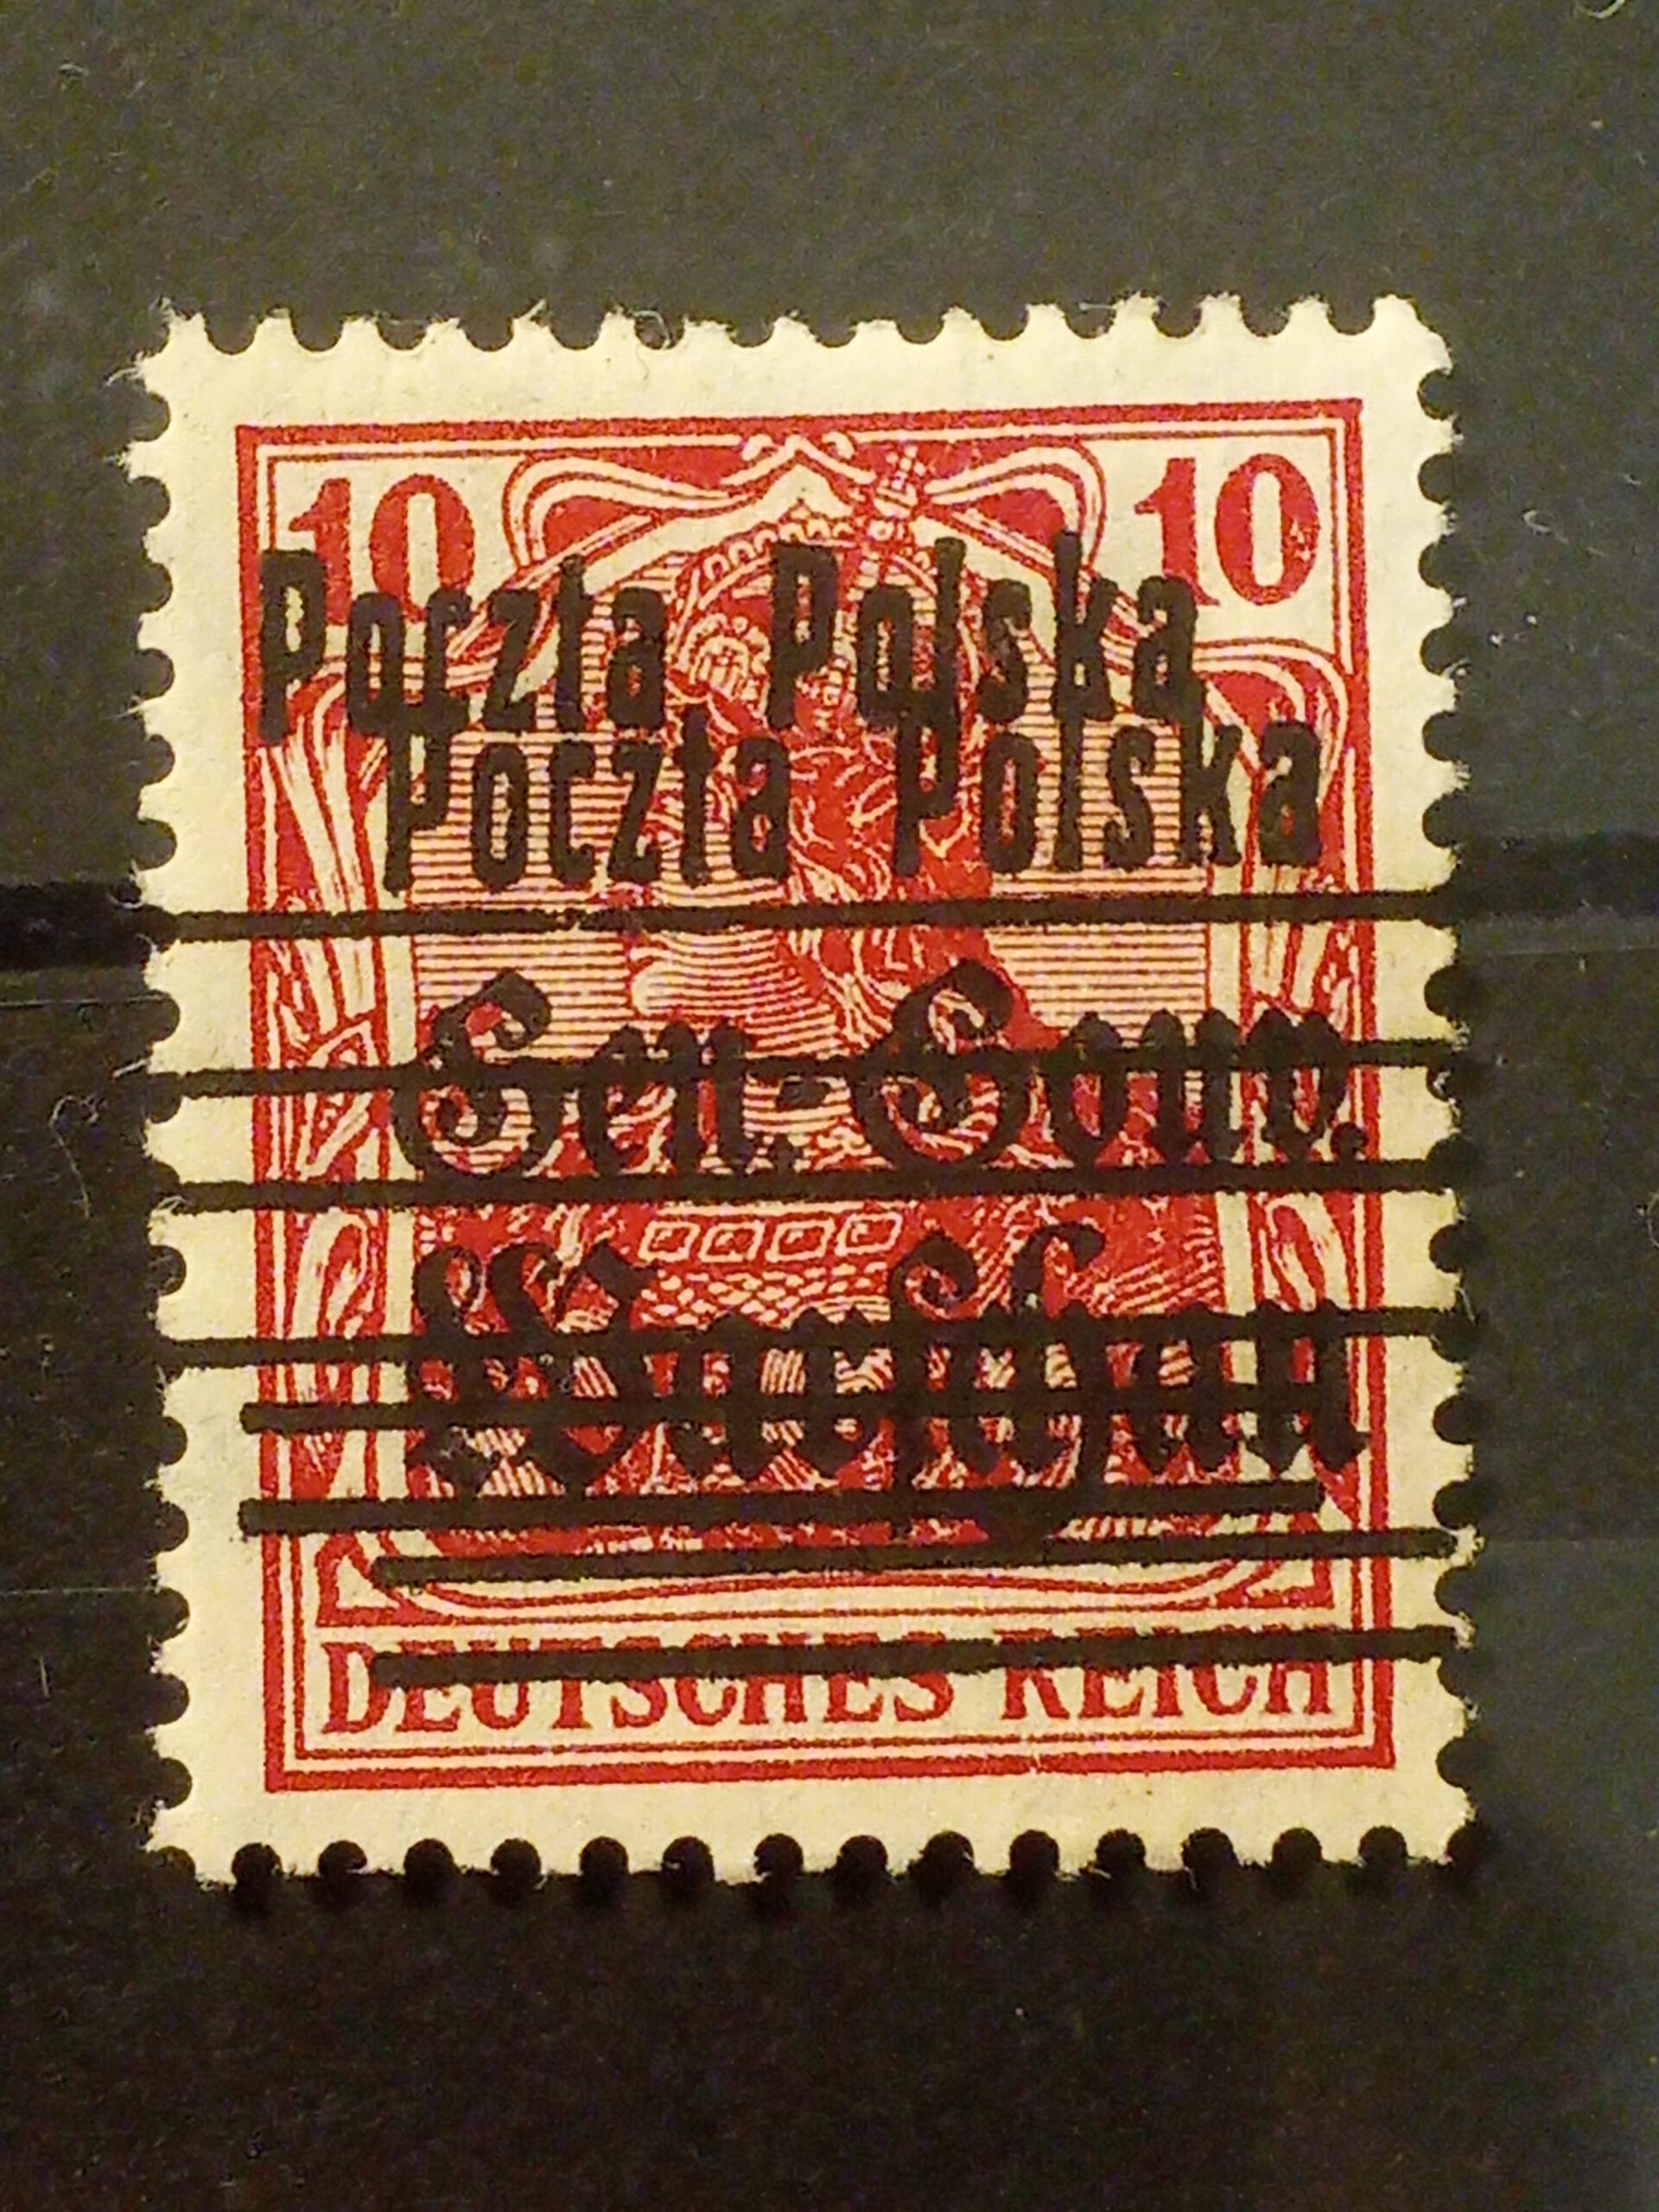 10 10
Poczta Polska
Poczta Polska
Gen.-Gouv.
Warschau
DEUTSCHES REICH